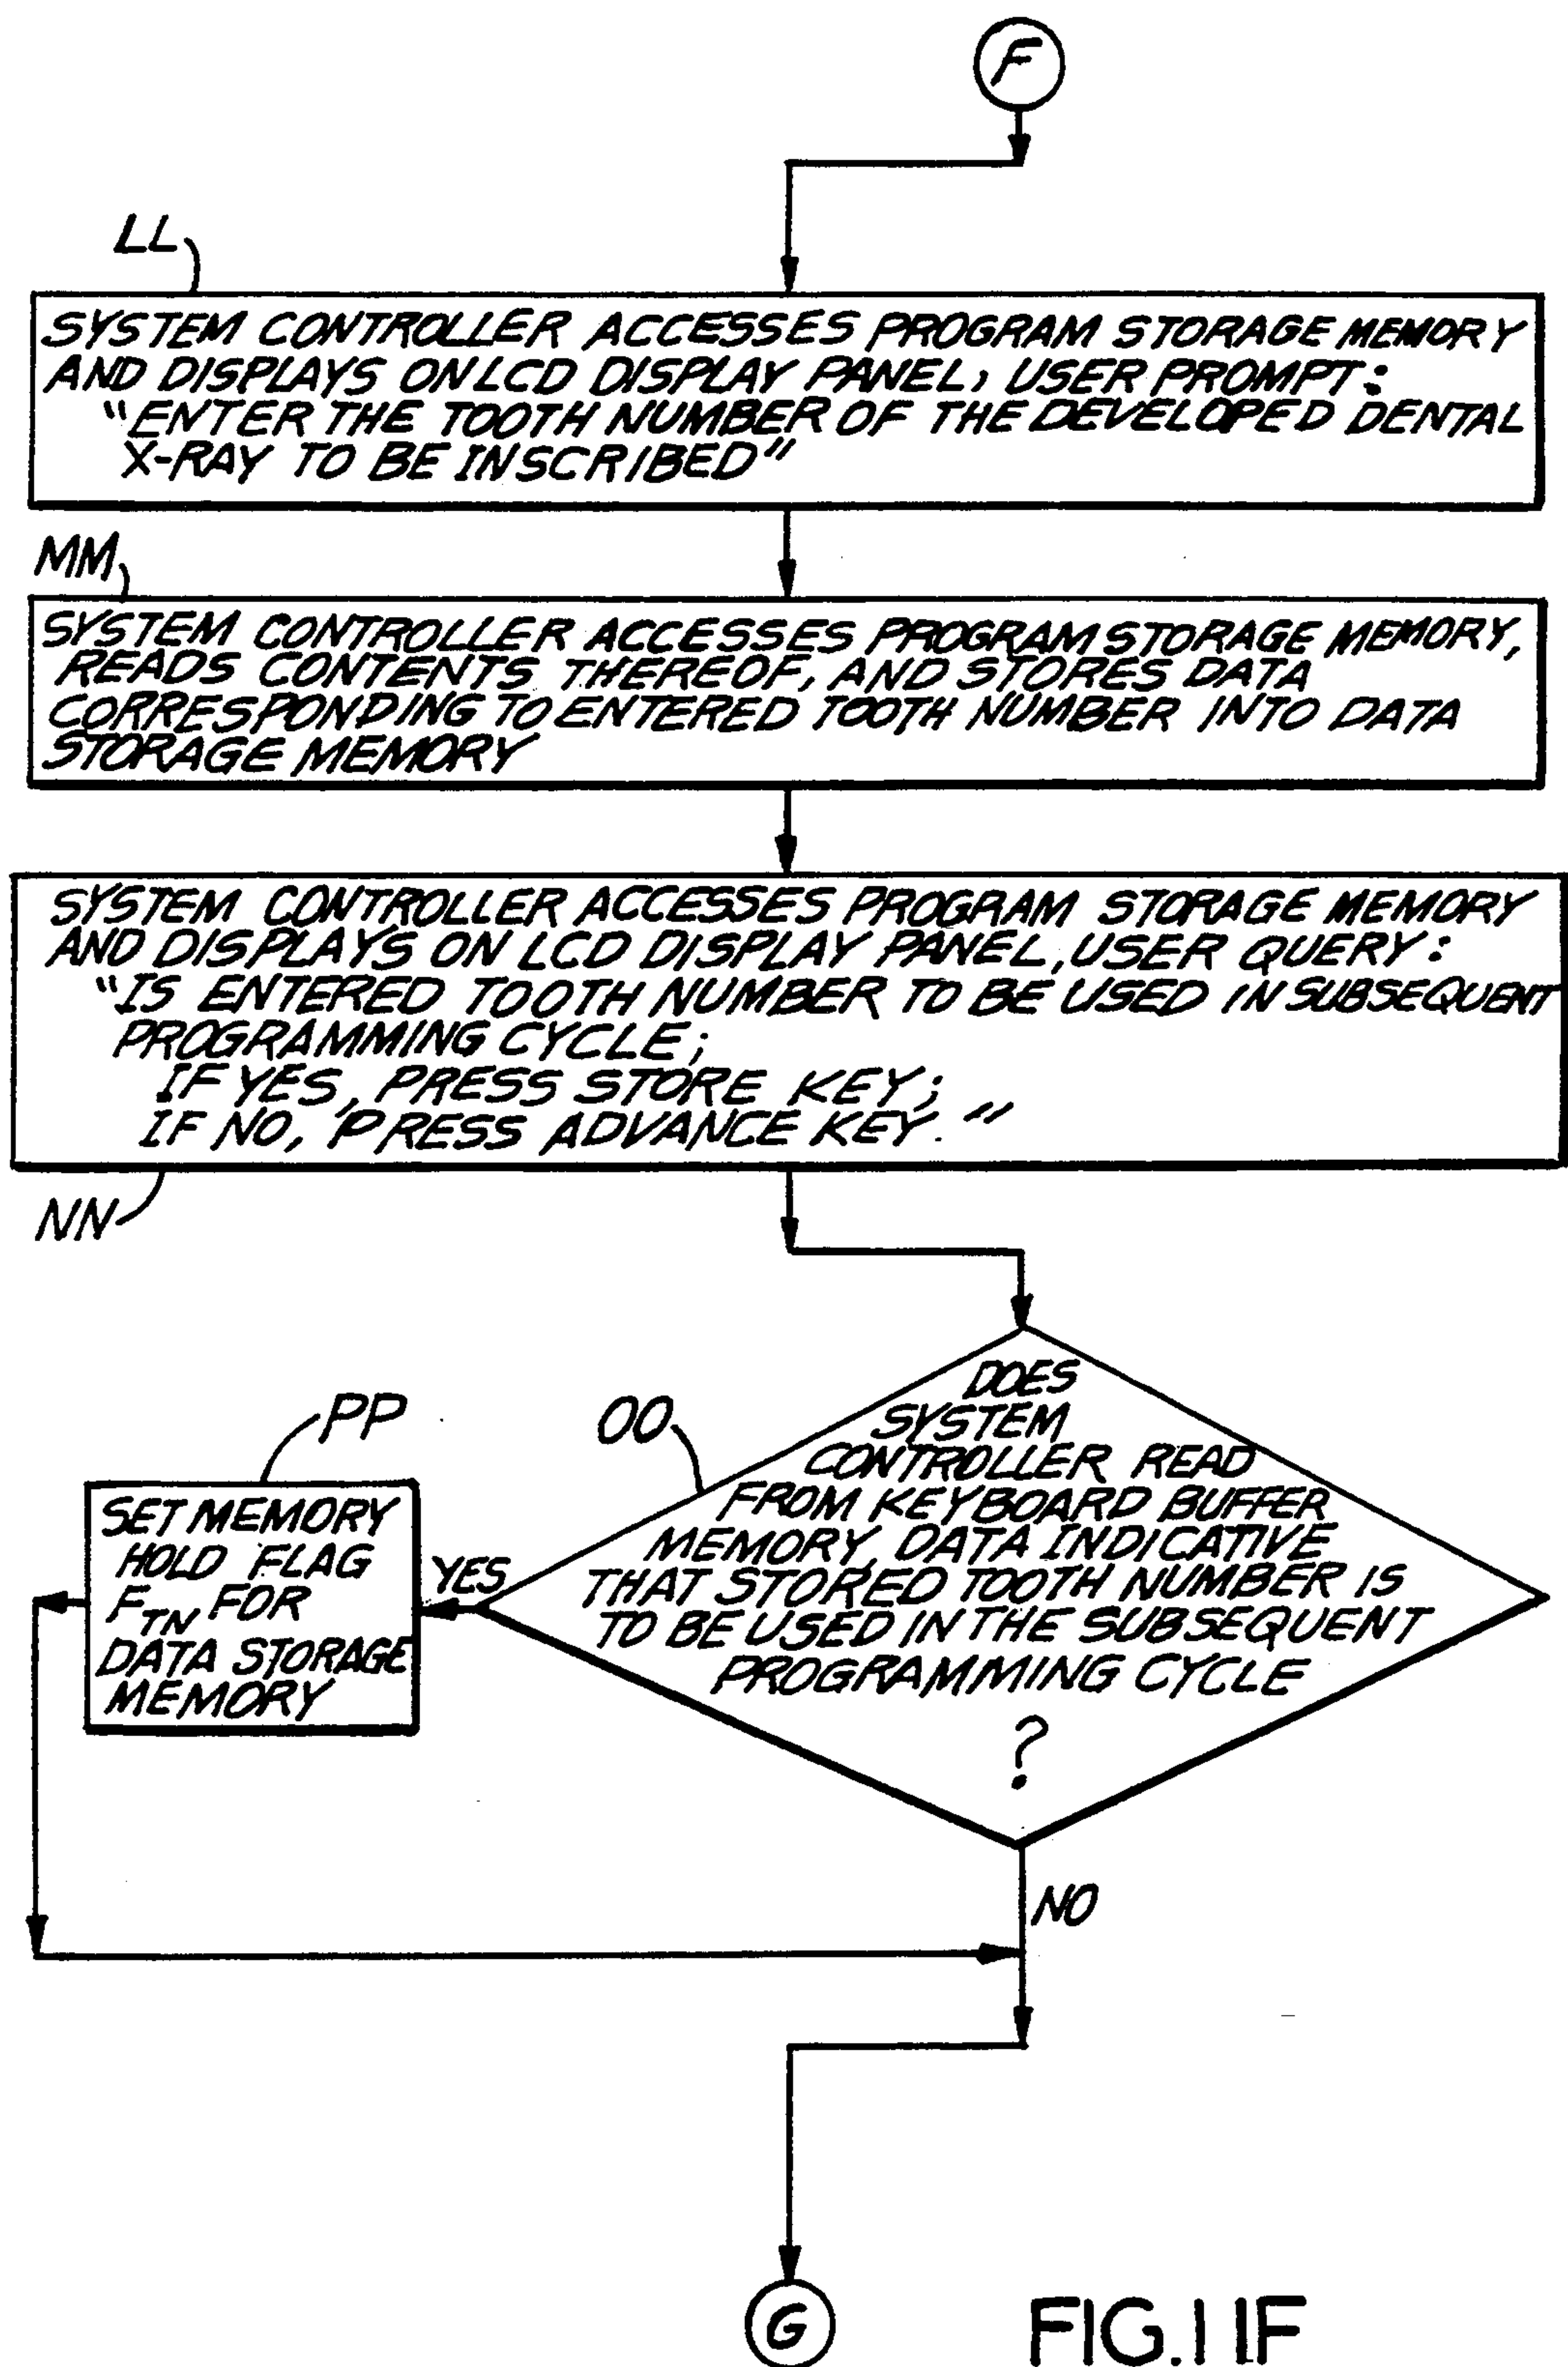 F
LL
SYSTEM CONTROLLER ACCESSES PROGRAM STORAGE MEMORY
AND DISPLAYS ON LCD DISPLAY PANEL, USER PROMPT:
"ENTER THE TOOTH NUMBER OF THE DEVELOPED DENTAL
X-RAY TO BE INSCRIBED"
MM
SYSTEM CONTROLLER ACCESSES PROGRAM STORAGE MEMORY,
READS CONTENTS THEREOF, AND STORES DATA
CORRESPONDING TO ENTERED TOOTH NUMBER INTO DATA
STORAGE MEMORY
SYSTEM CONTROLLER ACCESSES PROGRAM STORAGE MEMORY
AND DISPLAYS ON LCD DISPLAY PANEL, USER QUERY:
"IS ENTERED TOOTH NUMBER TO BE USED IN SUBSEQUENT
PROGRAMMING CYCLE;
IF YES, PRESS STORE KEY;
IF NO, PRESS ADVANCE KEY."
NN
DOES
SYSTEM
CONTROLLER READ
FROM KEYBOARD BUFFER
MEMORY, DATA INDICATIVE
THAT STORED TOOTH NUMBER IS
TO BE USED IN THE SUBSEQUENT
PROGRAMMING CYCLE
?
OO
YES
PP
SET MEMORY
HOLD FLAG
F_TN FOR
DATA STORAGE
MEMORY
NO
G
FIG. 11F